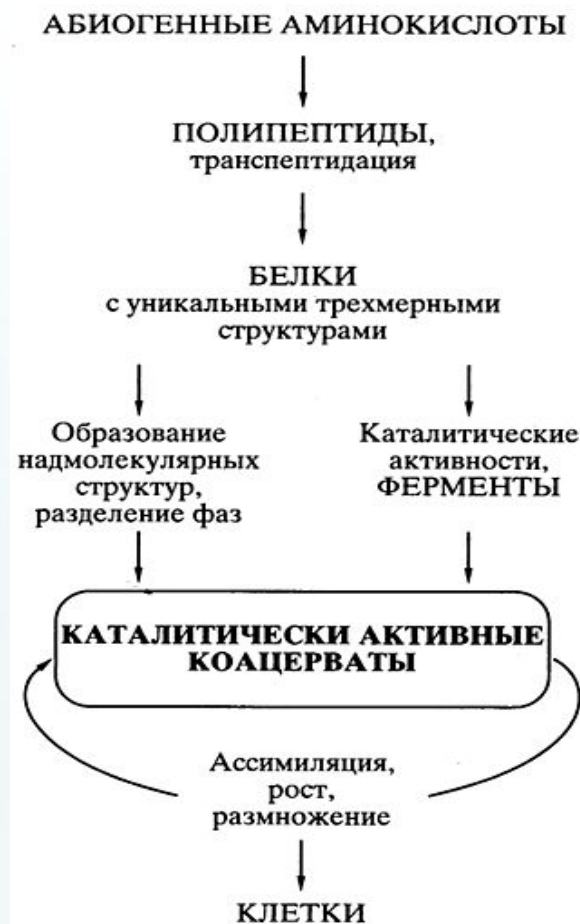 АБИОГЕННЫЕ АМИНОКИСЛОТЫ
ПОЛИПЕПТИДЫ,
транспептидация
БЕЛКИ
с уникальными трехмерными
структурами
Образование
надмолекулярных
структур,
разделение фаз
Каталитические
активности,
ФЕРМЕНТЫ
КАТАЛИТИЧЕСКИ АКТИВНЫЕ
КОАЦЕРВАТЫ
Ассимиляция,
рост,
размножение
КЛЕТКИ